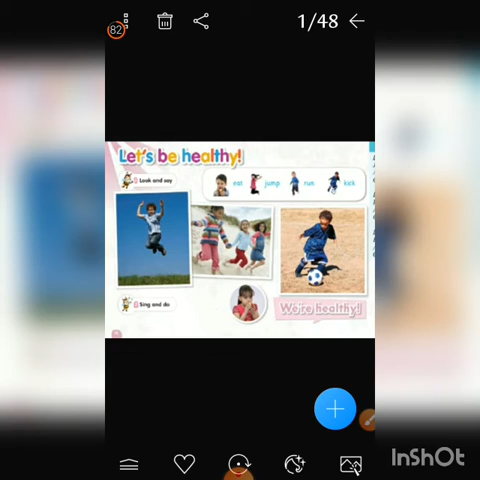 82
1/48
Let's be healthy!
Look and say
eat jump run kick
Sing and do
We're healthy!
InShOt